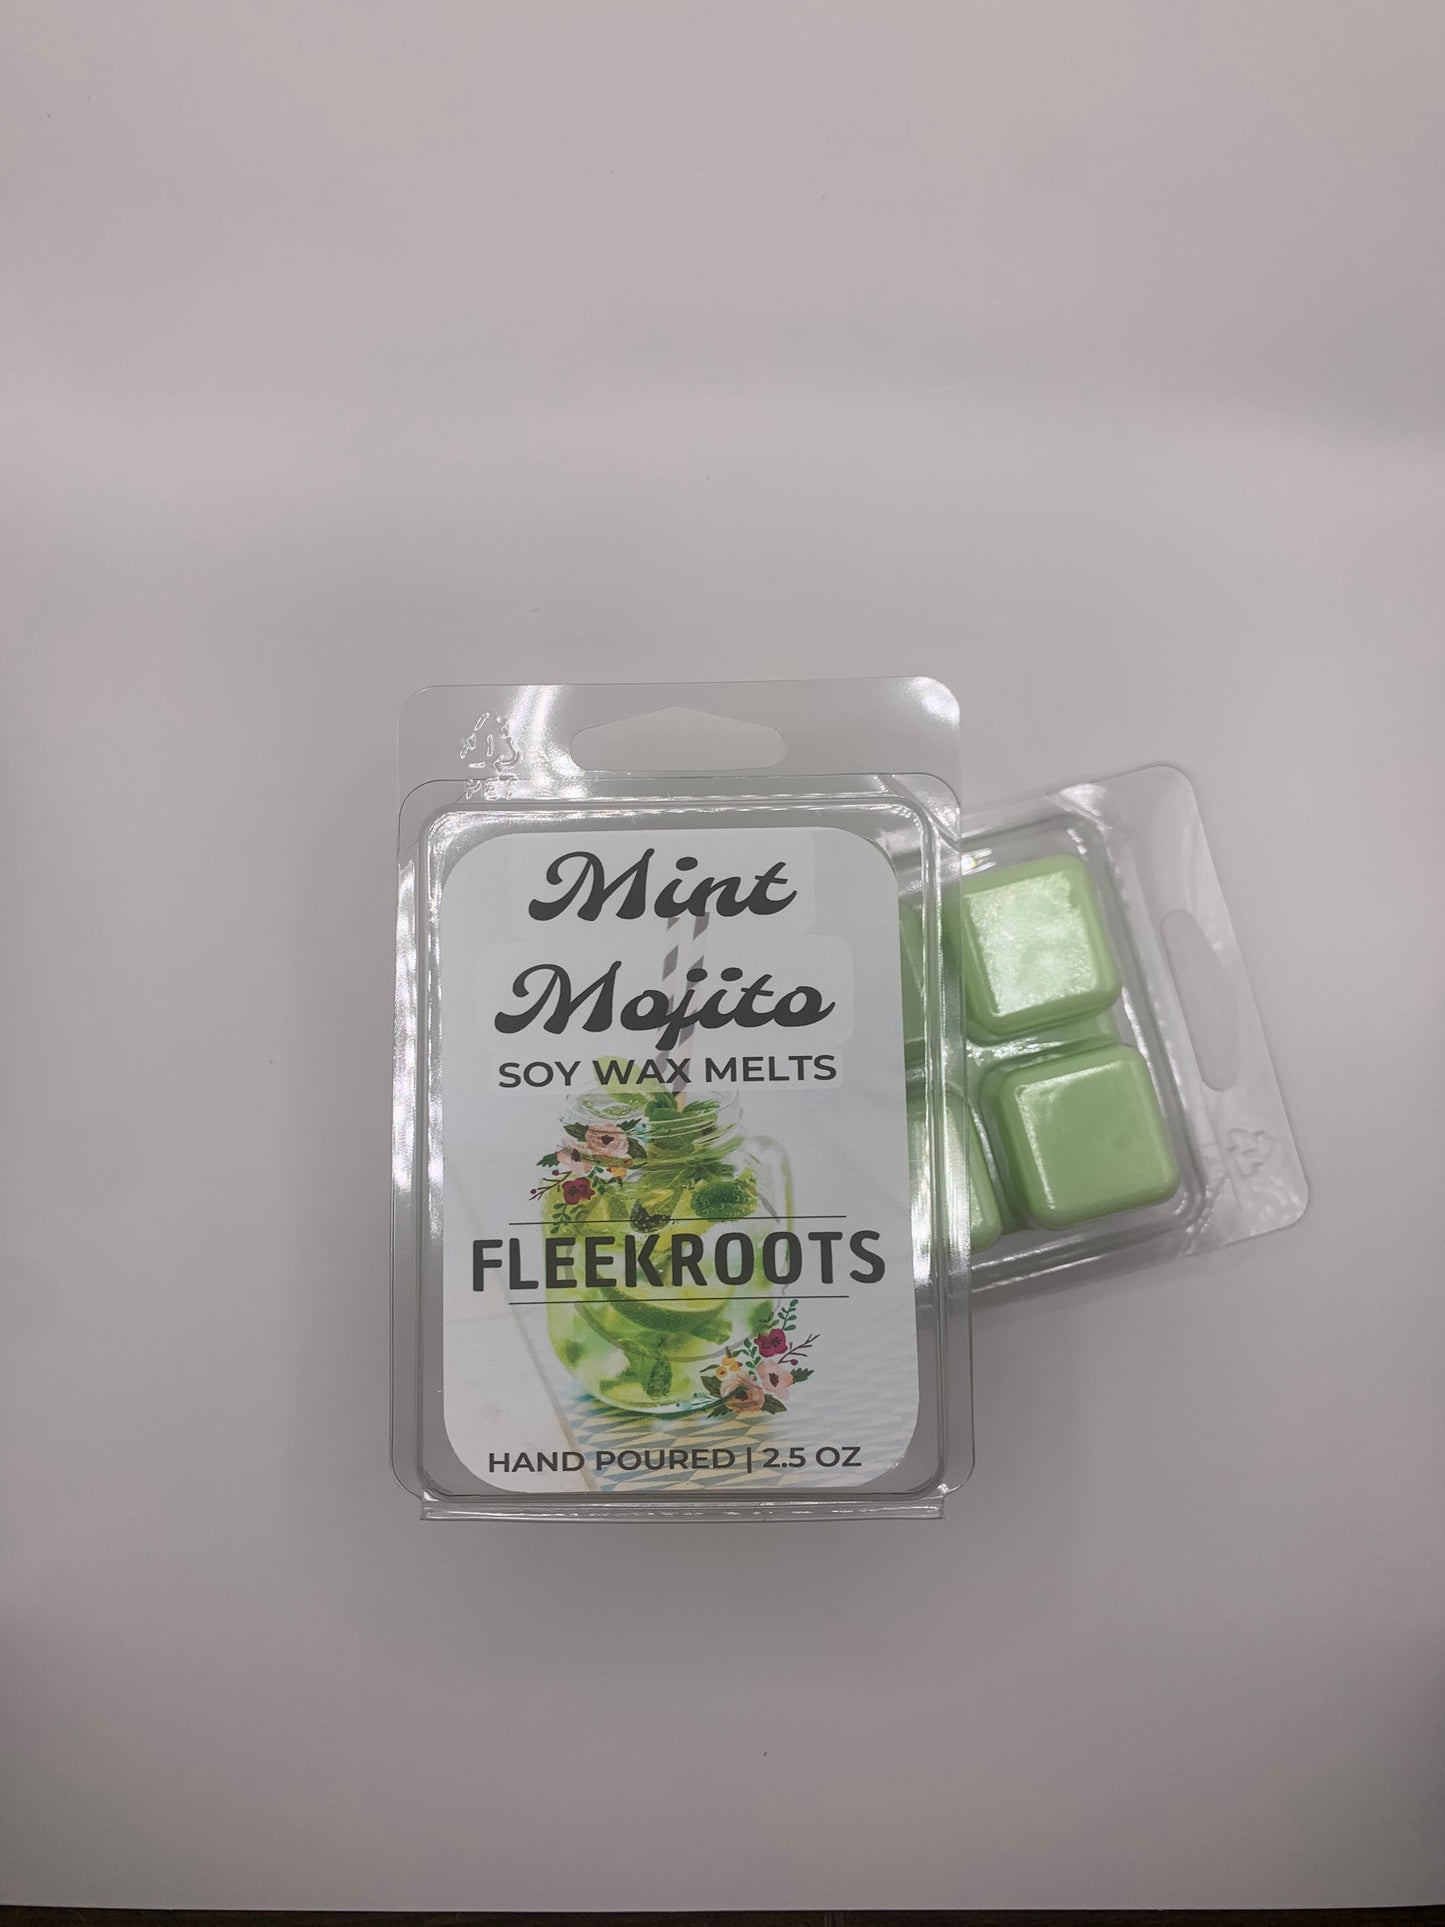 Mint
Mojito
SOY WAX MELTS
FLEEKROOTS
HAND POURED | 2.5 OZ